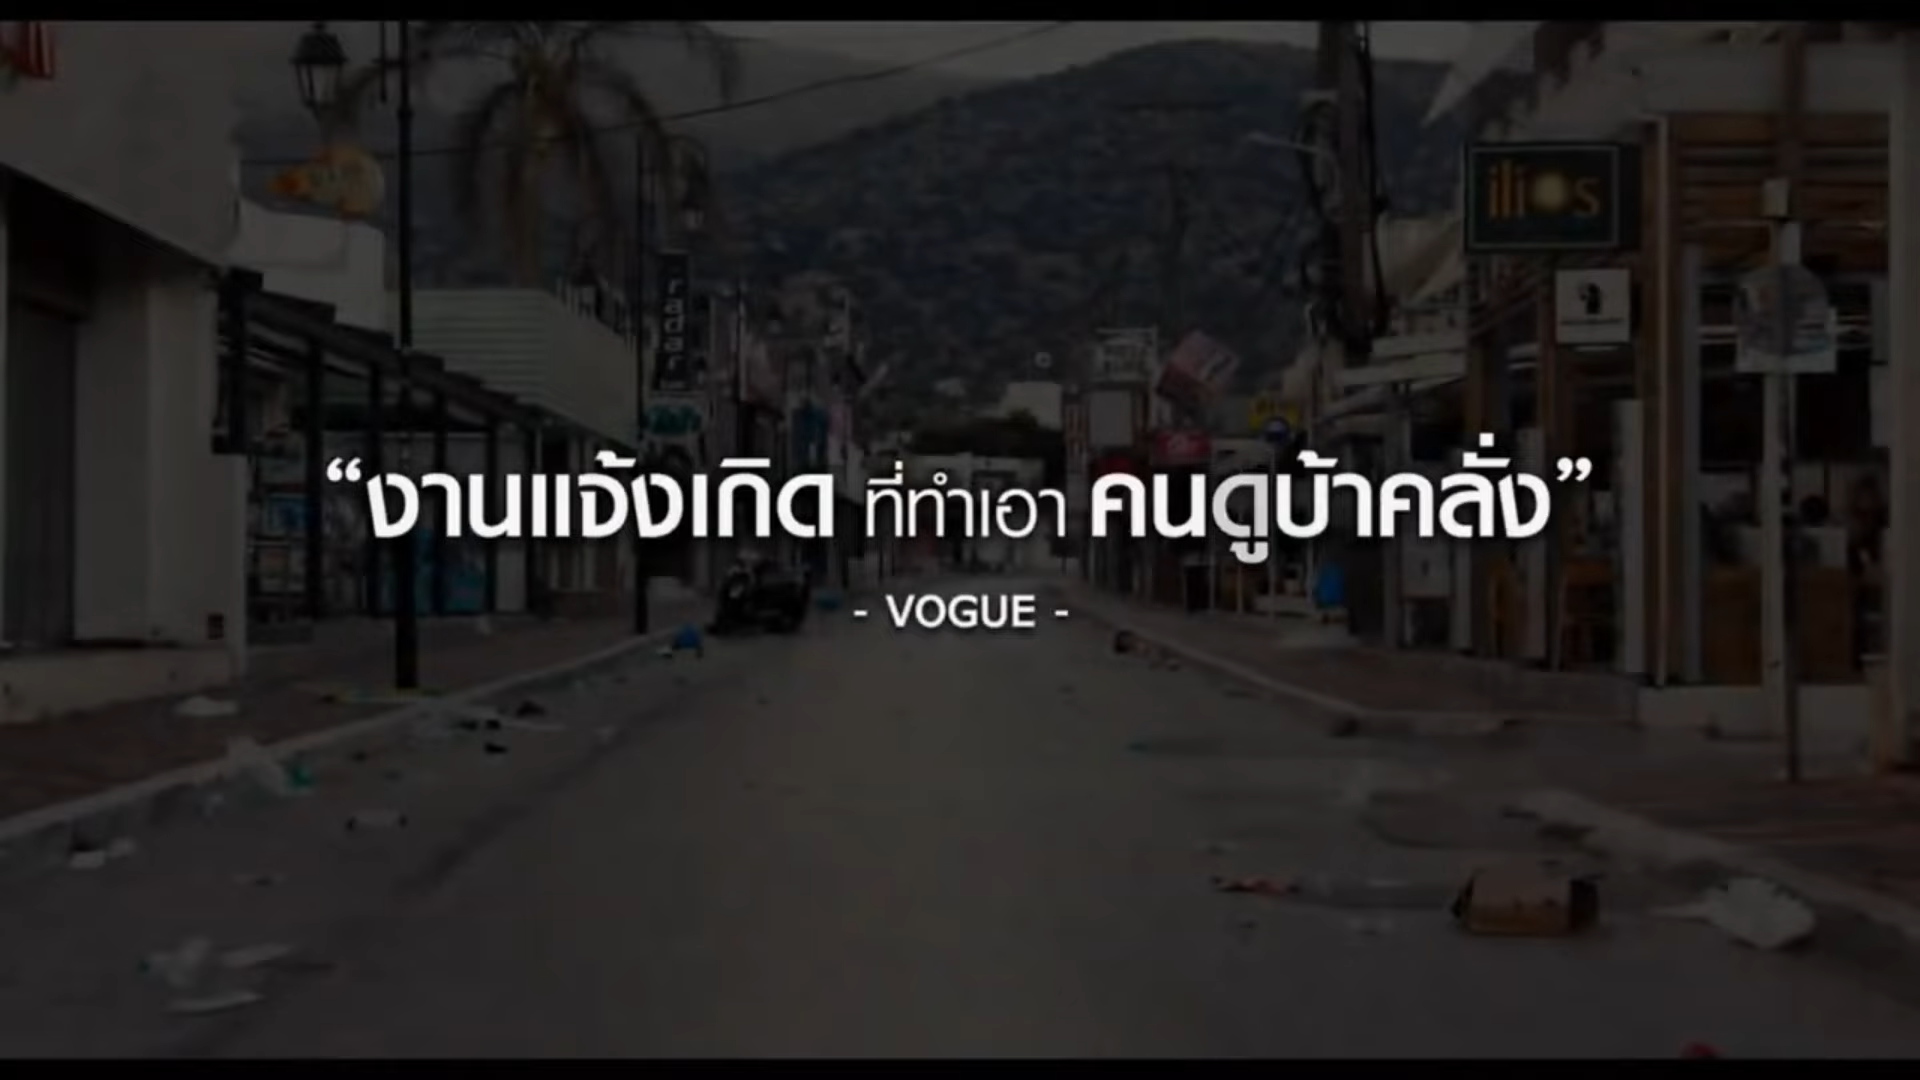 ilios
radar
“งานแจ้งเกิด ที่ทำเอา คนดูบ้าคลั่ง”
- VOGUE -